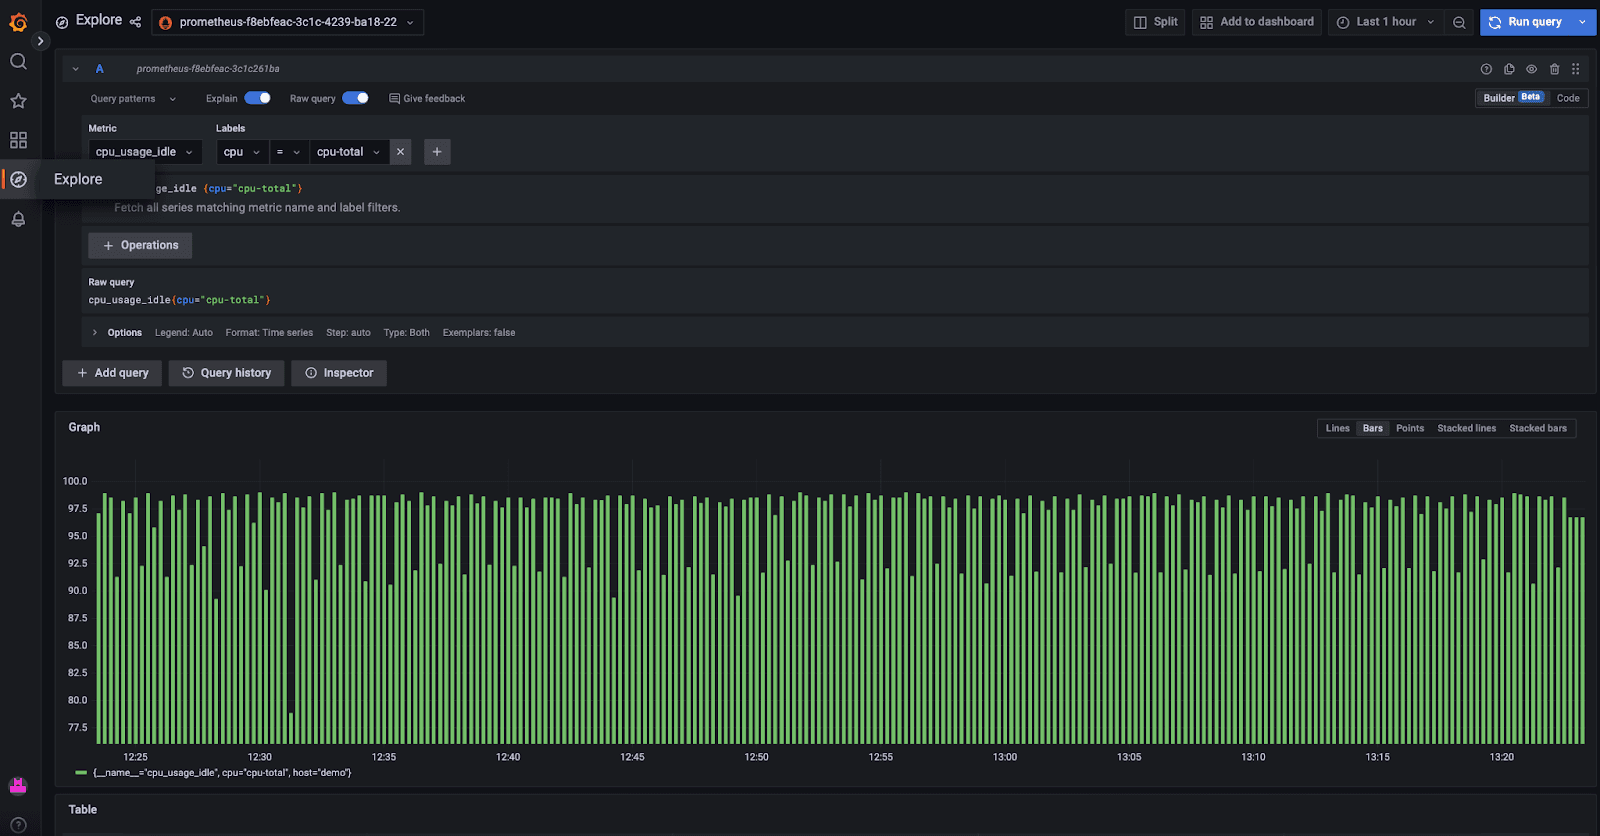 Explore prometheus-f8ebfeac-3c1c-4239-ba18-22 Split Add to dashboard Last 1 hour Run query
A prometheus-f8ebfeac-3c1c261ba
Query patterns Explain Raw query Give feedback Builder Beta Code
Metric Labels
cpu_usage_idle cpu = cpu-total
Explore
ge_idle {cpu="cpu-total"}
Fetch all series matching metric name and label filters.
+ Operations
Raw query
cpu_usage_idle{cpu="cpu-total"}
Options Legend: Auto Format: Time series Step: auto Type: Both Exemplars: false
+ Add query Query history Inspector
Graph Lines Bars Points Stacked lines Stacked bars
100.0
97.5
95.0
92.5
90.0
87.5
85.0
82.5
80.0
77.5
12:25 12:30 12:35 12:40 12:45 12:50 12:55 13:00 13:05 13:10 13:15 13:20
{__name__="cpu_usage_idle", cpu="cpu-total", host="demo"}
Table